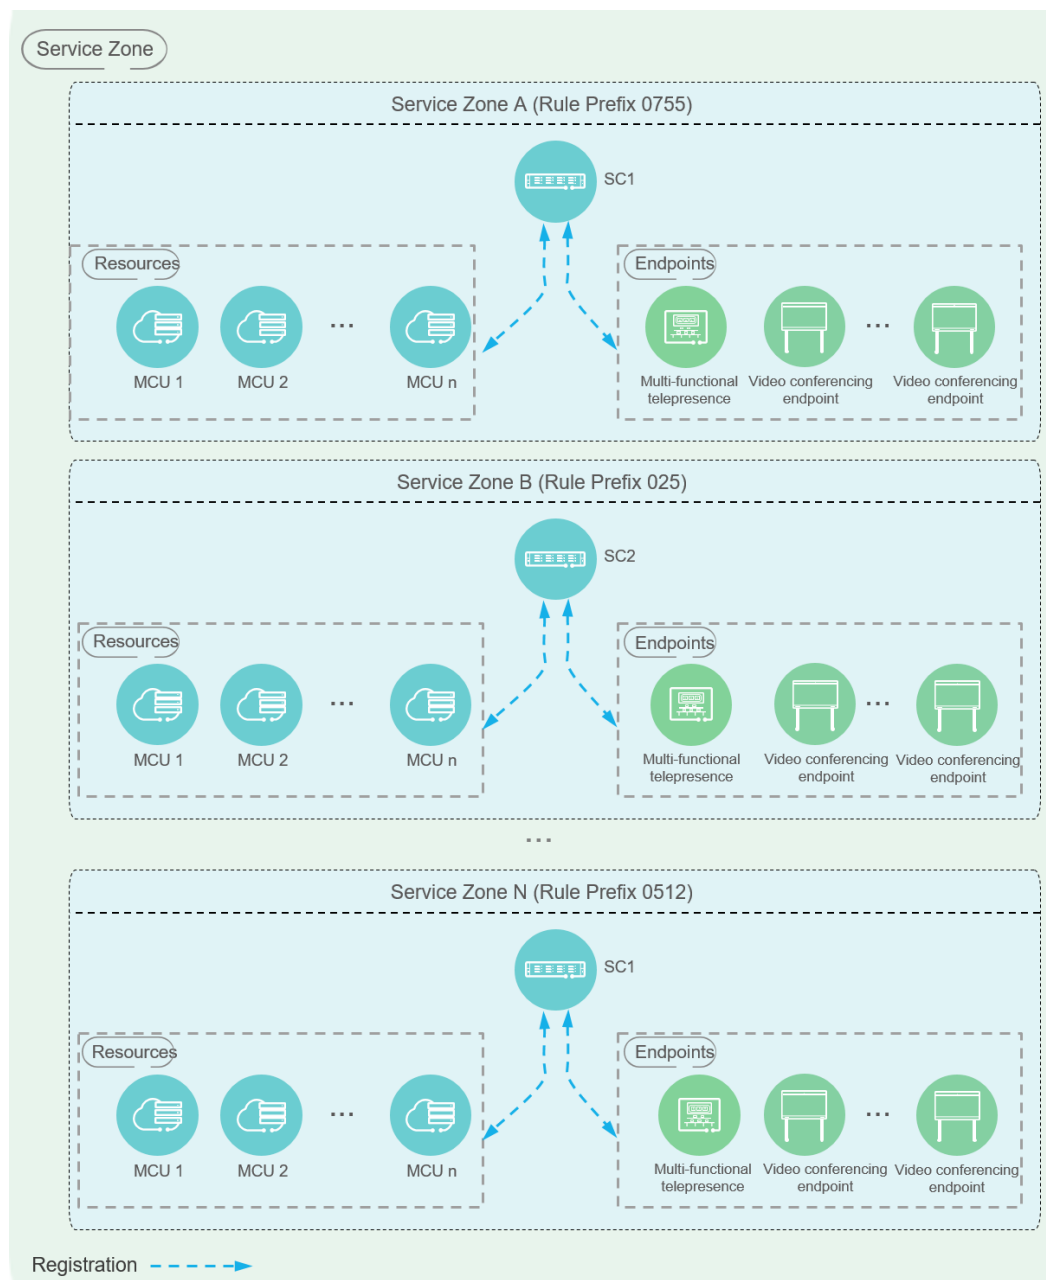 Service Zone
Service Zone A (Rule Prefix 0755)
SC1
Resources
Endpoints
...
...
MCU 1
MCU 2
MCU n
Multi-functional
telepresence
Video conferencing
endpoint
Video conferencing
endpoint
Service Zone B (Rule Prefix 025)
SC2
Resources
Endpoints
...
...
MCU 1
MCU 2
MCU n
Multi-functional
telepresence
Video conferencing
endpoint
Video conferencing
endpoint
...
Service Zone N (Rule Prefix 0512)
SC1
Resources
Endpoints
...
...
MCU 1
MCU 2
MCU n
Multi-functional
telepresence
Video conferencing
endpoint
Video conferencing
endpoint
Registration